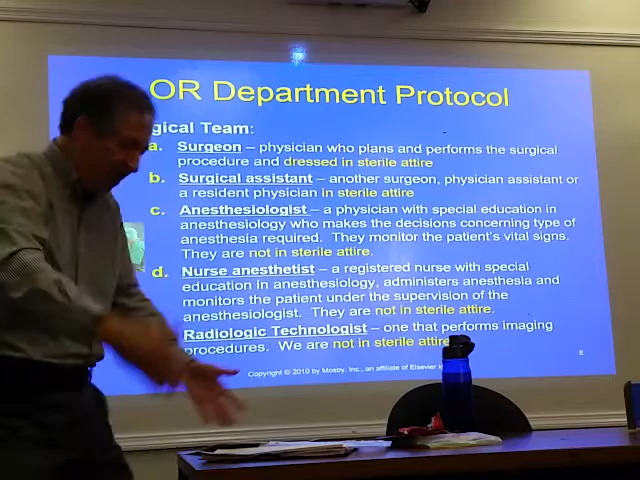 OR Department Protocol
gical Team:
a. Surgeon – physician who plans and performs the surgical
procedure and dressed in sterile attire
b. Surgical assistant – another surgeon, physician assistant or
a resident physician in sterile attire
c. Anesthesiologist – a physician with special education in
anesthesiology who makes the decisions concerning type of
anesthesia required. They monitor the patient's vital signs.
They are not in sterile attire.
d. Nurse anesthetist – a registered nurse with special
education in anesthesiology, administers anesthesia and
monitors the patient under the supervision of the
anesthesiologist. They are not in sterile attire.
Radiologic Technologist – one that performs imaging
procedures. We are not in sterile attire
Copyright © 2010 by Mosby, Inc., an affiliate of Elsevier